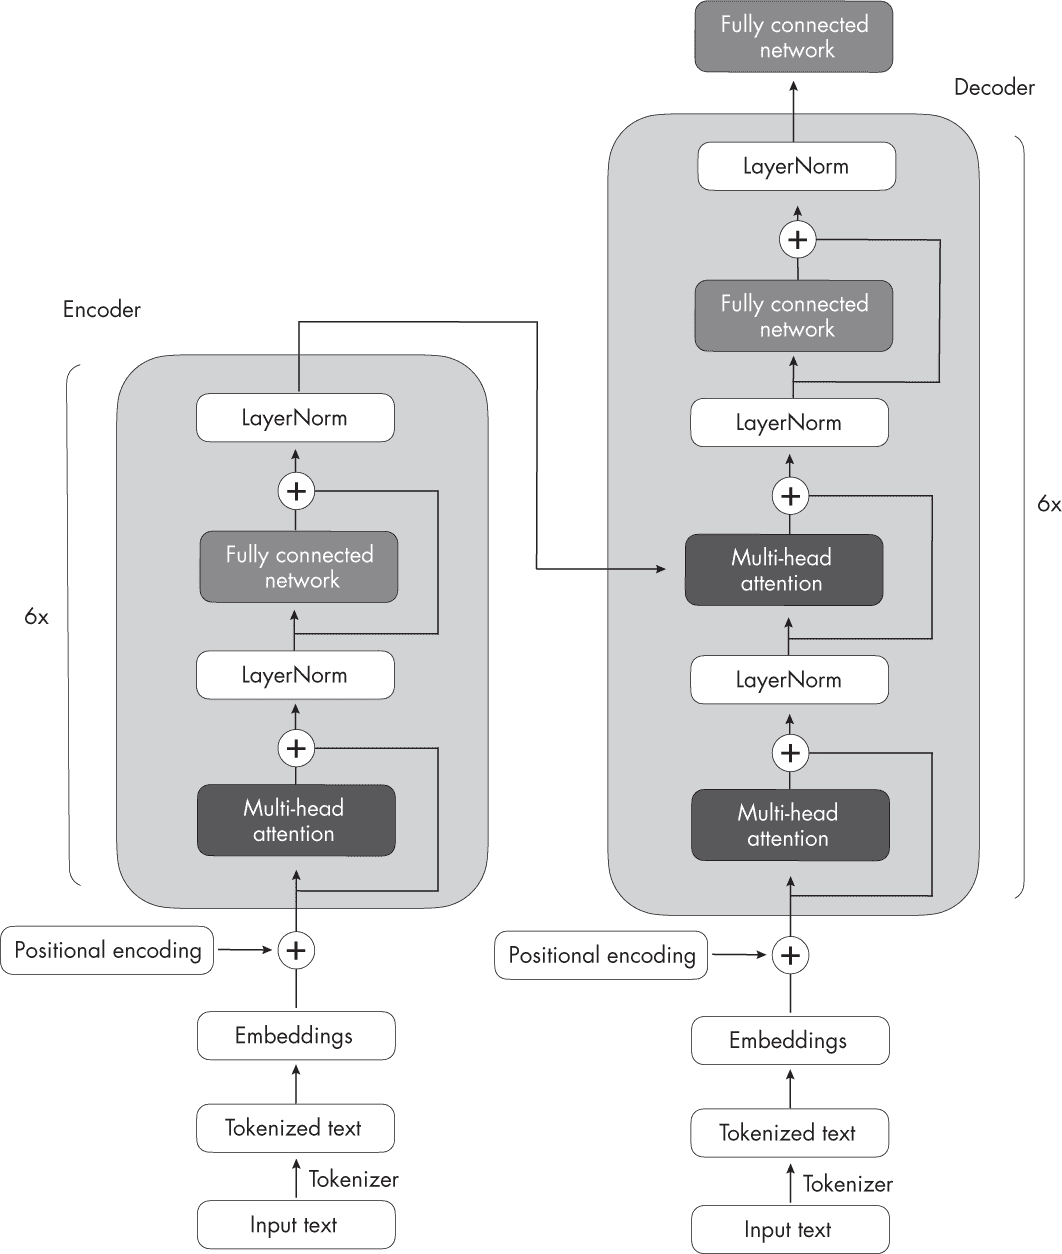 Fully connected
network
Decoder
LayerNorm
Fully connected
network
LayerNorm
6x
Multi-head
attention
LayerNorm
Multi-head
attention
Positional encoding
Embeddings
Tokenized text
Tokenizer
Input text
Encoder
LayerNorm
Fully connected
network
6x
LayerNorm
Multi-head
attention
Positional encoding
Embeddings
Tokenized text
Tokenizer
Input text